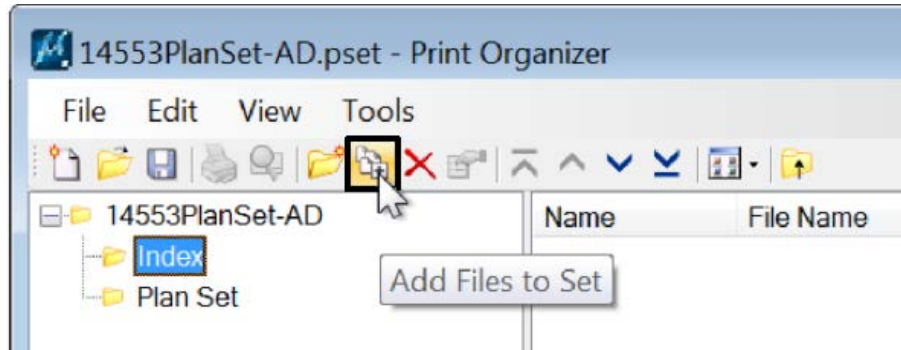 14553PlanSet-AD.pset - Print Organizer
File Edit View Tools
14553PlanSet-AD Name File Name
Index
Add Files to Set
Plan Set